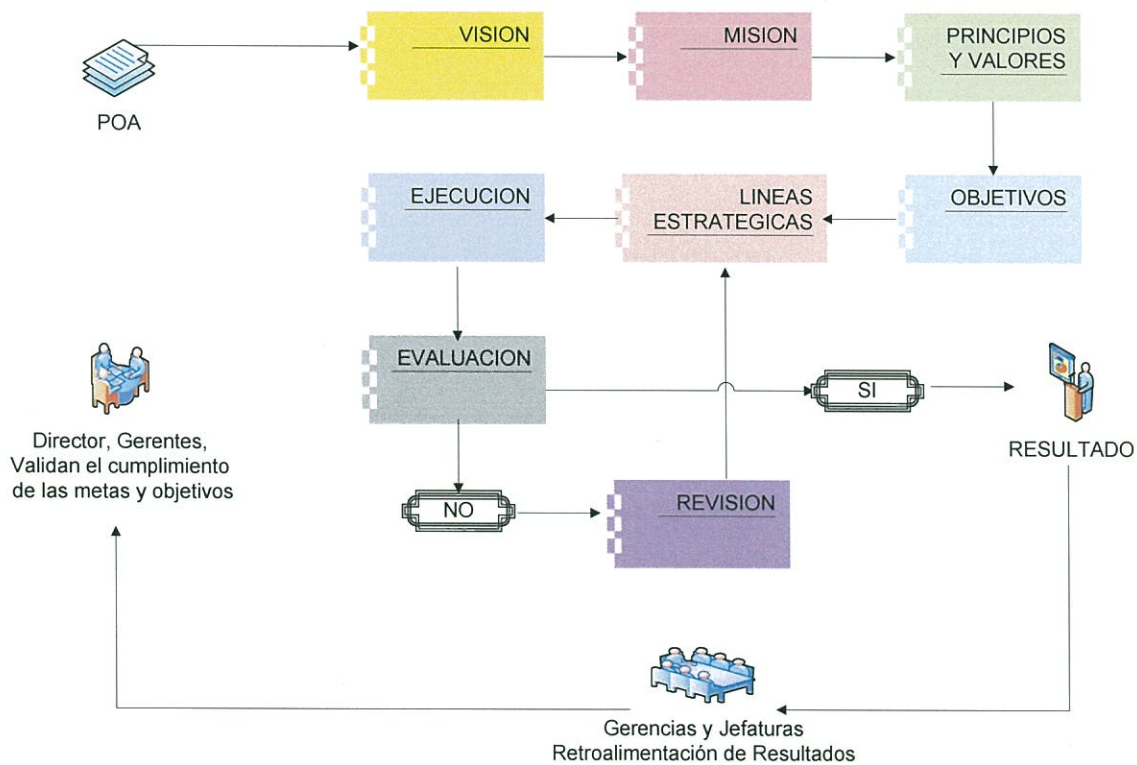 POA
VISION
MISION
PRINCIPIOS
Y VALORES
EJECUCION
LINEAS
ESTRATEGICAS
OBJETIVOS
EVALUACION
SI
RESULTADO
Director, Gerentes,
Validan el cumplimiento
de las metas y objetivos
NO
REVISION
Gerencias y Jefaturas
Retroalimentación de Resultados